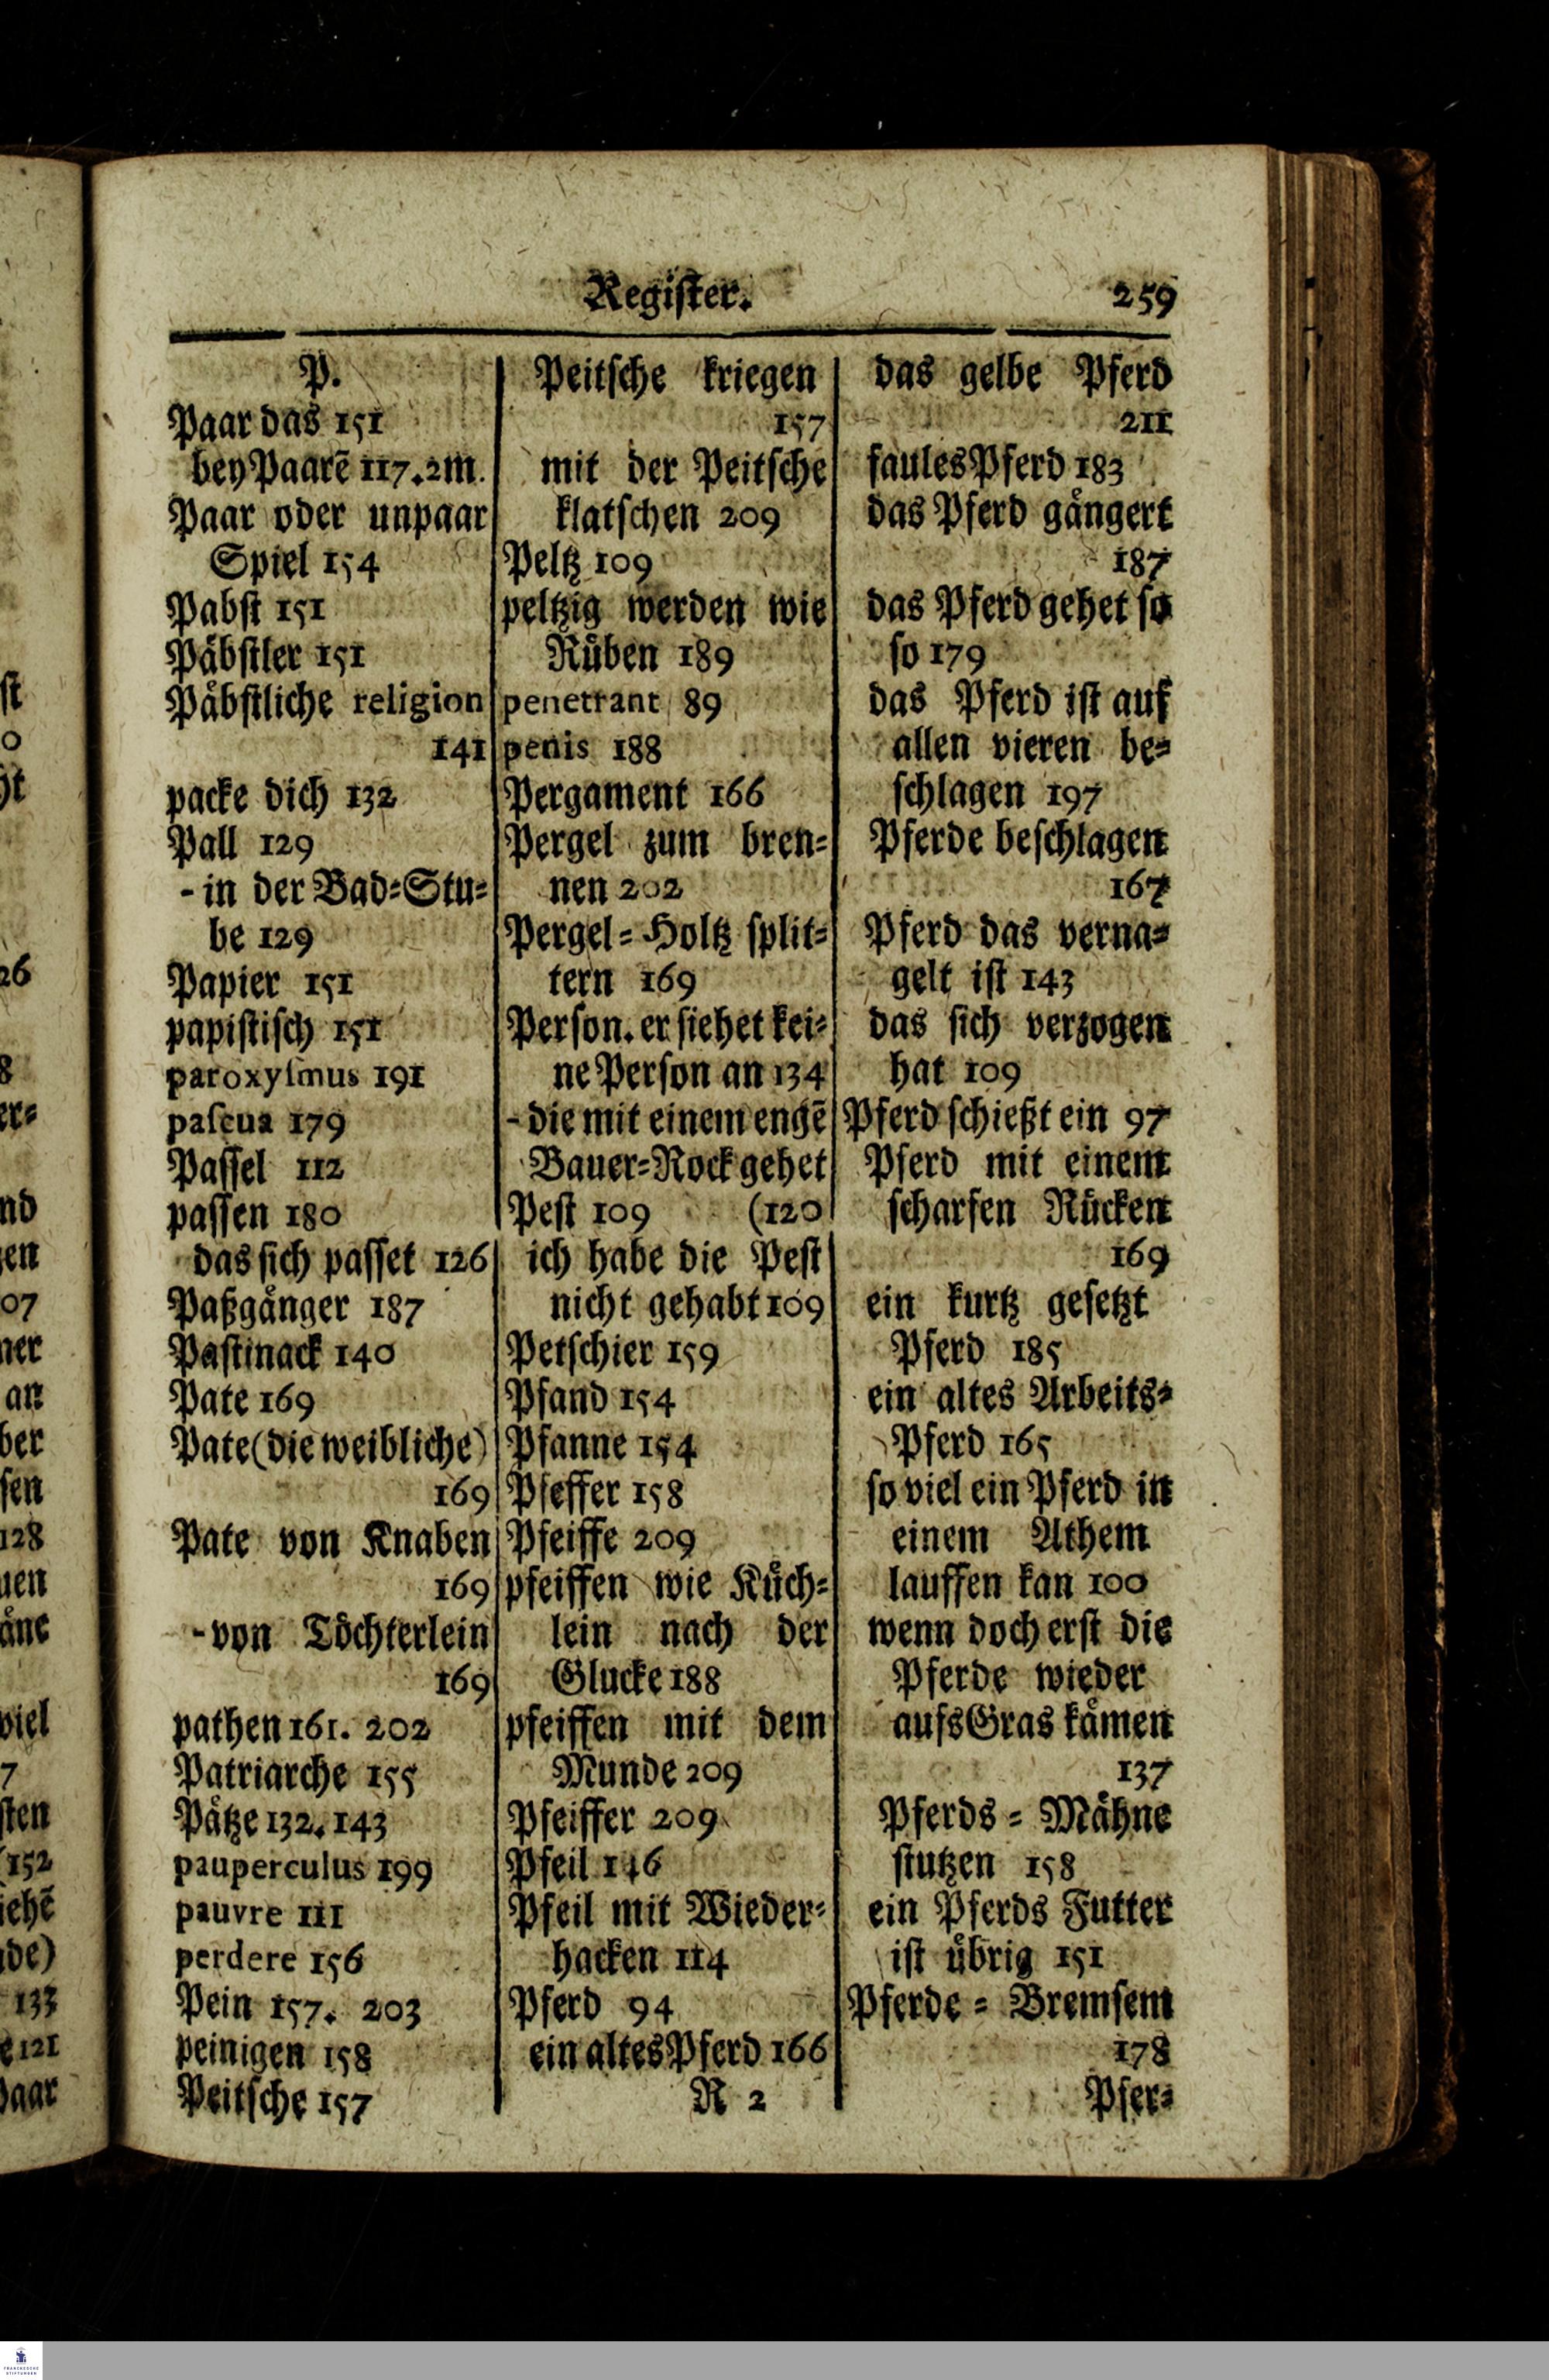 Regiſter. 259
P.
Paar das 151
bey Paarē 117. 2m.
Paar oder unpaar
Spiel 154
Pabſt 151
Päbſtler 151
Päbſtliche religion
141
packe dich 132
Pall 129
- in der Bad-Stu-
be 129
Papier 151
papiſtiſch 151
paroxyſmus 191
paſcua 179
Paſſel 112
paſſen 180
das ſich paſſet 126
Paßgänger 187
Paſtinack 140
Pate 169
Pate (die weibliche)
169
Pate von Knaben
169
- von Töchterlein
169
pathen 161. 202
Patriarche 155
Pätze 132. 143
pauperculus 199
pauvre 111
perdere 156
Pein 157. 203
peinigen 158
Peitſche 157
Peitſche kriegen
157
mit der Peitſche
klatſchen 209
Peltz 109
peltzig werden wie
Rüben 189
penetrant 89
penis 188
Pergament 166
Pergel zum bren-
nen 202
Pergel-Holtz ſplit-
tern 169
Perſon. er ſiehet kei-
ne Perſon an 134
- die mit einem engē
Bauer-Rock gehet
Peſt 109 (120
ich habe die Peſt
nicht gehabt 109
Petſchier 159
Pfand 154
Pfanne 154
Pfeffer 158
Pfeiffe 209
pfeiffen wie Küch-
lein nach der
Glucke 188
pfeiffen mit dem
Munde 209
Pfeiffer 209
Pfeil 146
Pfeil mit Wieder-
hacken 114
Pferd 94
ein altes Pferd 166
R 2
das gelbe Pferd
211
faules Pferd 183
das Pferd gängert
187
das Pferd gehet ſo
ſo 179
das Pferd iſt auf
allen vieren be-
ſchlagen 197
Pferde beſchlagen
167
Pferd das verna-
gelt iſt 143
das ſich verzogen
hat 109
Pferd ſchießt ein 97
Pferd mit einem
ſcharfen Rücken
169
ein kurtz geſetzt
Pferd 185
ein altes Arbeits-
Pferd 165
ſo viel ein Pferd in
einem Athem
lauffen kan 100
wenn doch erſt die
Pferde wieder
aufs Gras kämen
137
Pferds-Mähne
ſtutzen 158
ein Pferds Futter
iſt übrig 151
Pferde-Bremſem
178
Pfer-